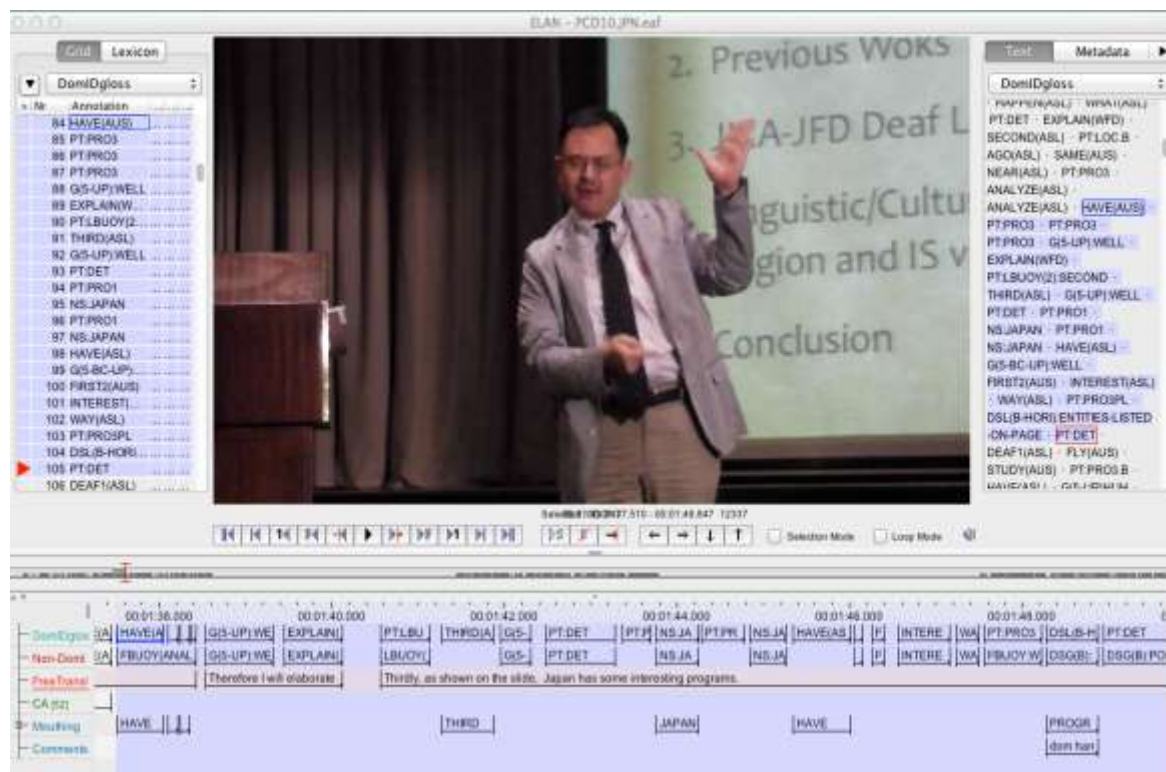 ELAN - PCD10JPN.eaf
Grid Lexicon
DomIDgloss
Nr Annotation
84 HAVE(AUS)
85 PT:PRO3
86 PT:PRO3
87 PT:PRO3
88 G(5-UP):WELL
89 EXPLAIN(W...
90 PT:LBUOY(2...
91 THIRD(ASL)
92 G(5-UP):WELL
93 PT:DET
94 PT:PRO1
95 NS:JAPAN
96 PT:PRO1
97 NS:JAPAN
98 HAVE(ASL)
99 G(5-BC-UP)...
100 FIRST2(AUS)
101 INTEREST(...
102 WAY(ASL)
103 PT:PRO3PL
104 DSL(B-HORI...
105 PT:DET
106 DEAF1(ASL)
2. Previous Woks
3. A-JFD Deaf L
nguistic/Cultu
gion and IS v
Conclusion
Text Metadata
DomIDgloss
HAPPEN(ASL) - WHAT(ASL)
PT:DET - EXPLAIN(WFD)
SECOND(ASL) - PT:LOC.B -
AGO(ASL) - SAME(AUS) -
NEAR(ASL) - PT:PRO3
ANALYZE(ASL)
ANALYZE(ASL) - HAVE(AUS) -
PT:PRO3 - PT:PRO3 -
PT:PRO3 - G(5-UP):WELL -
EXPLAIN(WFD) -
PT:LBUOY(2):SECOND -
THIRD(ASL) - G(5-UP):WELL -
PT:DET - PT:PRO1 -
NS:JAPAN - PT:PRO1 -
NS:JAPAN - HAVE(ASL) -
G(5-BC-UP):WELL -
FIRST2(AUS) - INTEREST(ASL)
- WAY(ASL) - PT:PRO3PL -
DSL(B-HORI):ENTITIES-LISTED
-ON-PAGE - PT:DET
DEAF1(ASL) - FLY(AUS) -
STUDY(AUS) - PT:PRO3.B -
Selection Mode Loop Mode
00:01:38.000 00:01:40.000 00:01:42.000 00:01:44.000 00:01:46.000 00:01:48.000
DomIDglos (A HAVE(A G(5-UP):WE EXPLAIN( PT:LBU THIRD(A G(5- PT:DET PT:P NS:JA PT:PR NS:JA HAVE(AS F INTERE WA PT:PRO3 DSL(B-H PT:DET
Non-Domi (A FBUOY(ANAL G(5-UP):WE EXPLAIN( LBUOY( G(5- PT:DET NS:JA NS:JA F INTERE WA FBUOY W DSG(B): DSG(B):PO
FreeTransl Therefore I will elaborate Thirdly, as shown on the slide, Japan has some interesting programs.
CA [52]
Mouthing HAVE THIRD JAPAN HAVE PROGR
Comments dom han